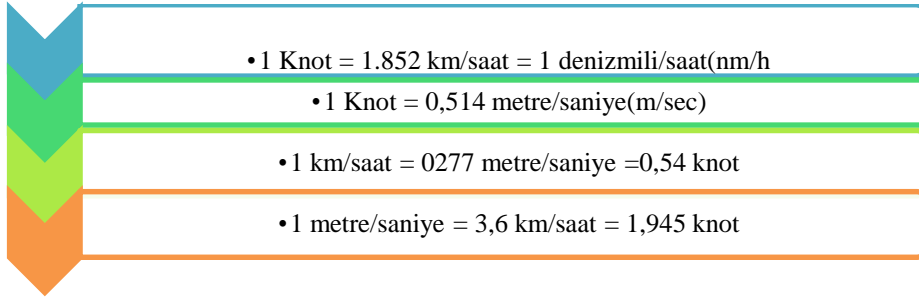 • 1 Knot = 1.852 km/saat = 1 denizmili/saat(nm/h
• 1 Knot = 0,514 metre/saniye(m/sec)
• 1 km/saat = 0277 metre/saniye =0,54 knot
• 1 metre/saniye = 3,6 km/saat = 1,945 knot